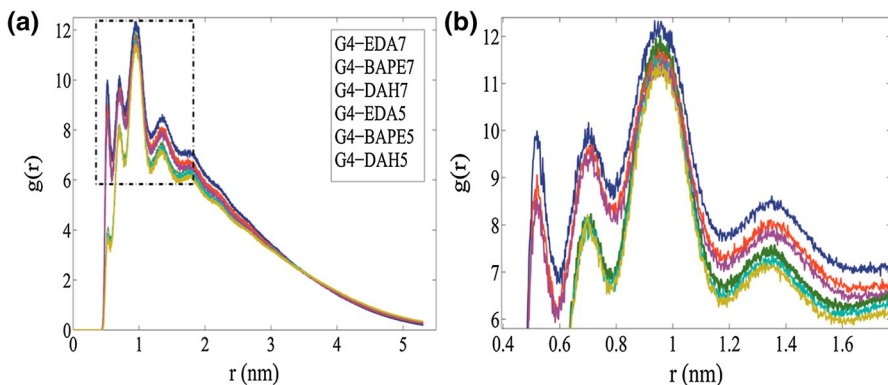 (a)
12
10
8
6
4
2
0
g(r)
0
1
2
3
4
5
r (nm)
G4-EDA7
G4-BAPE7
G4-DAH7
G4-EDA5
G4-BAPE5
G4-DAH5
(b)
12
11
10
9
8
7
6
g(r)
0.4
0.6
0.8
1
1.2
1.4
1.6
r (nm)